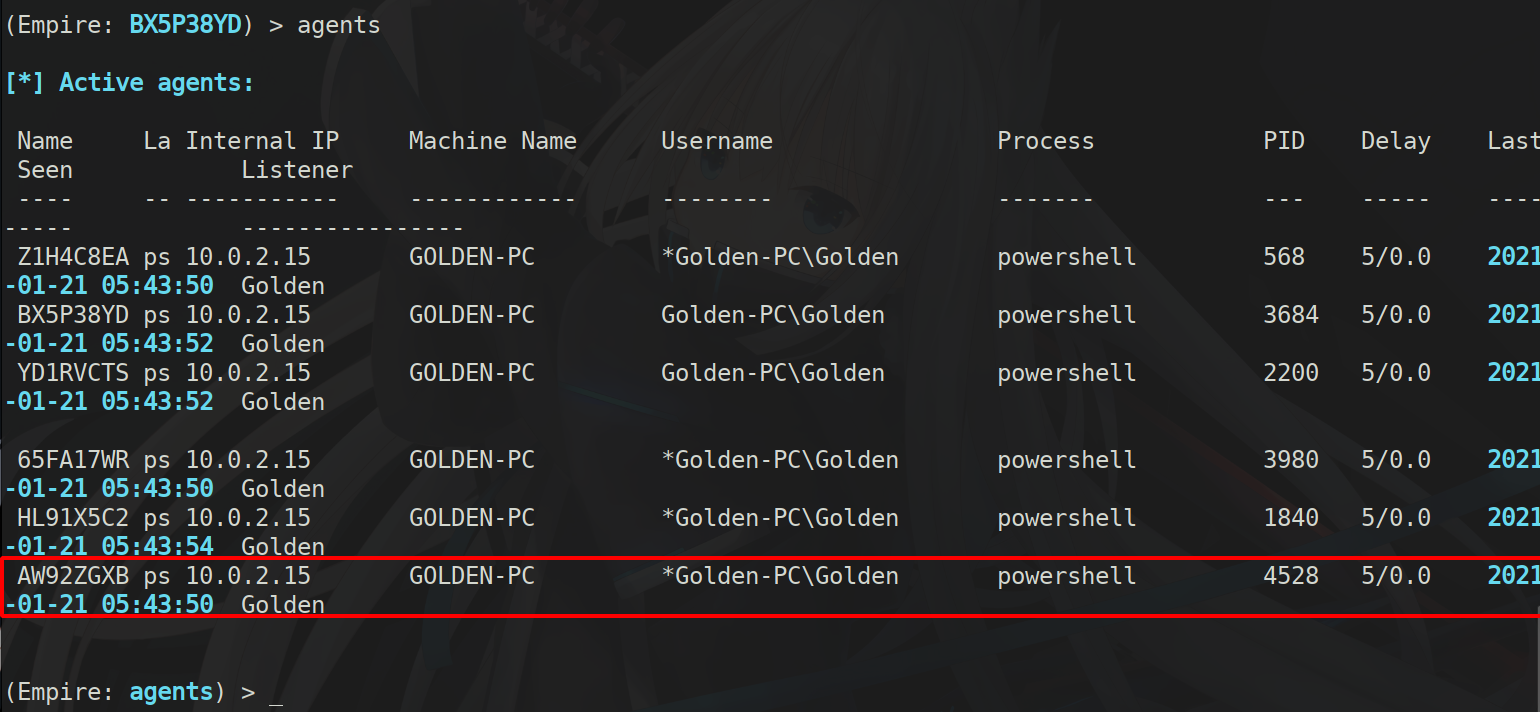 (Empire: BX5P38YD) > agents
[*] Active agents:
Name La Internal IP Machine Name Username Process PID Delay Last
Seen Listener
---- -- ----------- ------------ -------- ------- --- ----- ----
----- ----------------
Z1H4C8EA ps 10.0.2.15 GOLDEN-PC *Golden-PC\Golden powershell 568 5/0.0 2021
-01-21 05:43:50 Golden
BX5P38YD ps 10.0.2.15 GOLDEN-PC Golden-PC\Golden powershell 3684 5/0.0 2021
-01-21 05:43:52 Golden
YD1RVCTS ps 10.0.2.15 GOLDEN-PC Golden-PC\Golden powershell 2200 5/0.0 2021
-01-21 05:43:52 Golden
65FA17WR ps 10.0.2.15 GOLDEN-PC *Golden-PC\Golden powershell 3980 5/0.0 2021
-01-21 05:43:50 Golden
HL91X5C2 ps 10.0.2.15 GOLDEN-PC *Golden-PC\Golden powershell 1840 5/0.0 2021
-01-21 05:43:54 Golden
AW92ZGXB ps 10.0.2.15 GOLDEN-PC *Golden-PC\Golden powershell 4528 5/0.0 2021
-01-21 05:43:50 Golden
(Empire: agents) > _